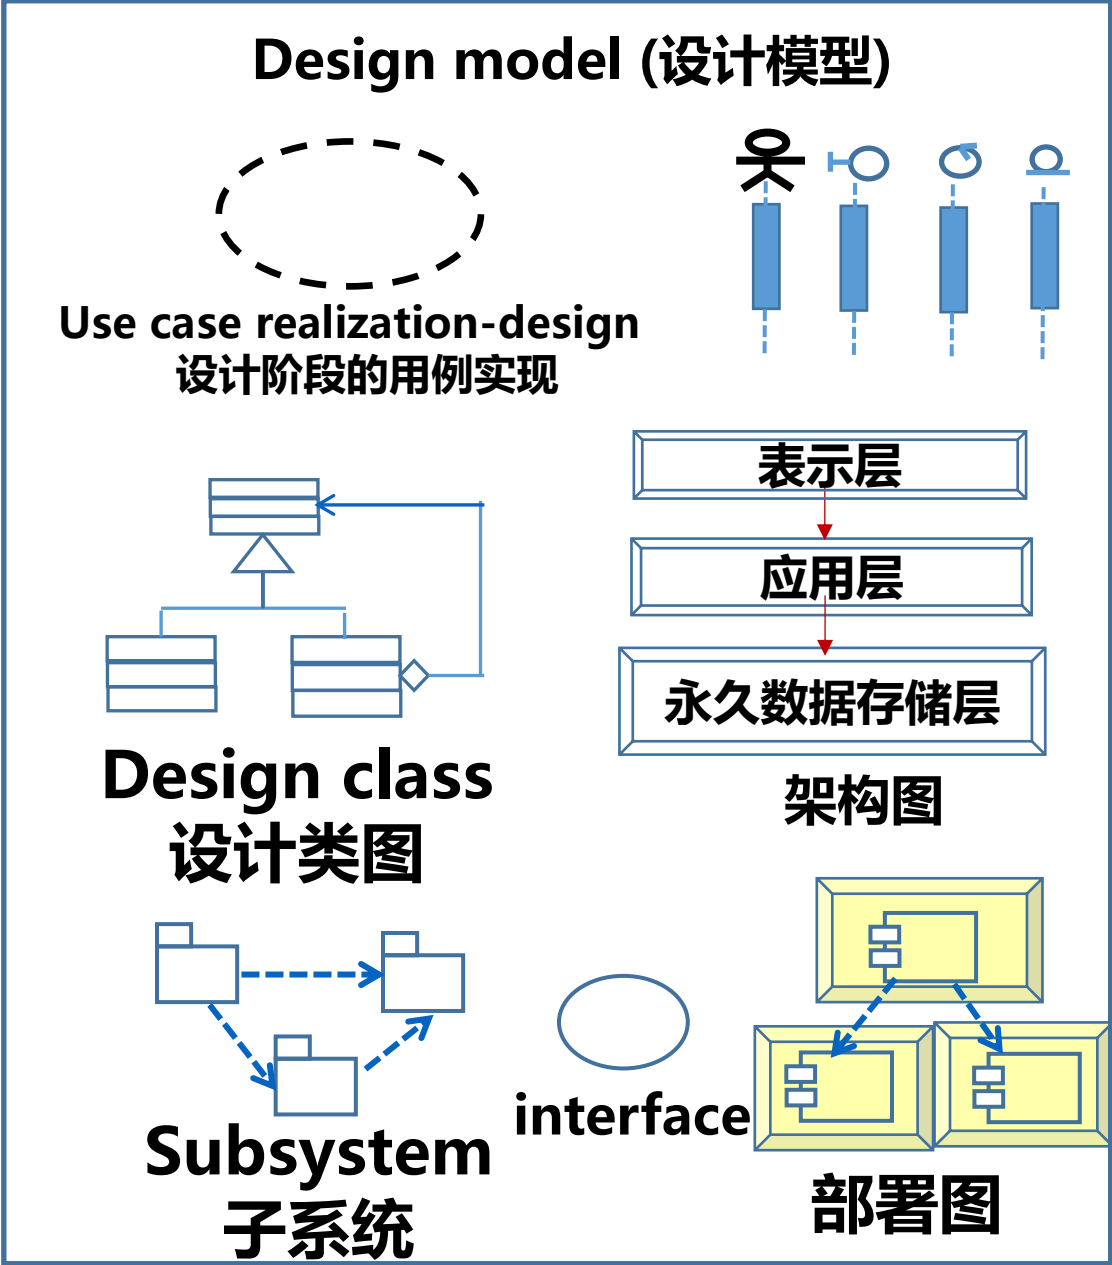 Design model (设计模型)
Use case realization-design
设计阶段的用例实现
表示层
应用层
永久数据存储层
架构图
Design class
设计类图
Subsystem
子系统
interface
部署图